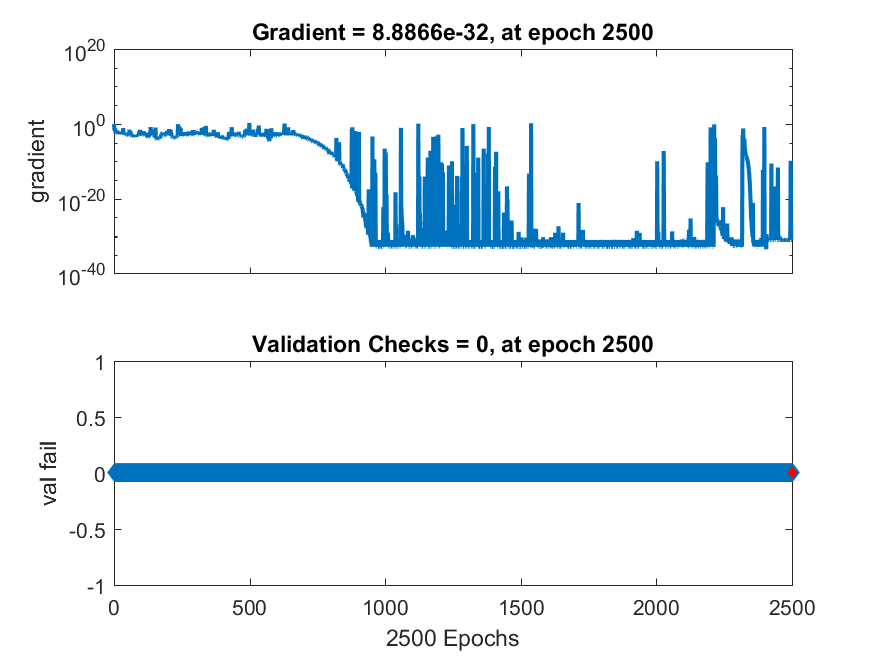 Gradient = 8.8866e-32, at epoch 2500
10^20
10^0
10^-20
10^-40
gradient
Validation Checks = 0, at epoch 2500
1
0.5
0
-0.5
-1
val fail
0 500 1000 1500 2000 2500
2500 Epochs